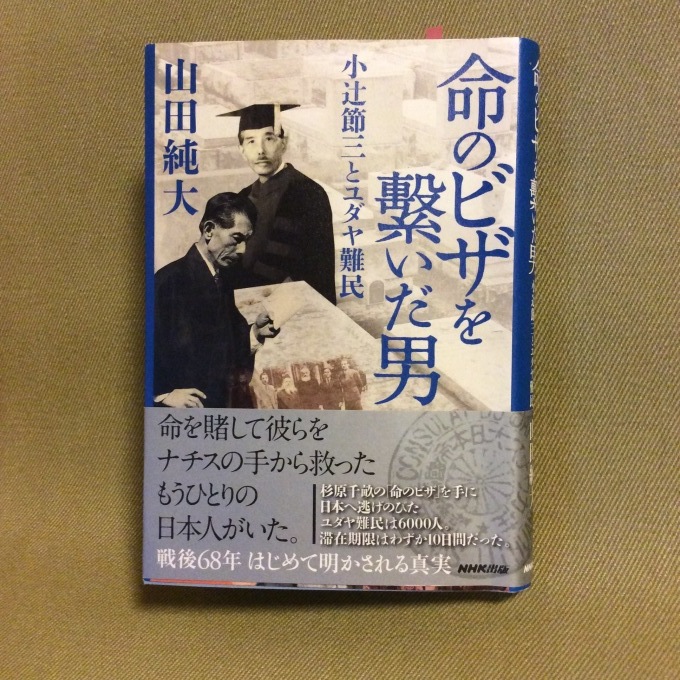 命のビザを
繋いだ男
小辻節三とユダヤ難民
山田純大
命を賭して彼らを
ナチスの手から救った
もうひとりの
日本人がいた。
杉原千畝の「命のビザ」を手に
日本へ逃げのびた
ユダヤ難民は6000人。
滞在期限はわずか10日間だった。
戦後68年 はじめて明かされる真実
NHK出版